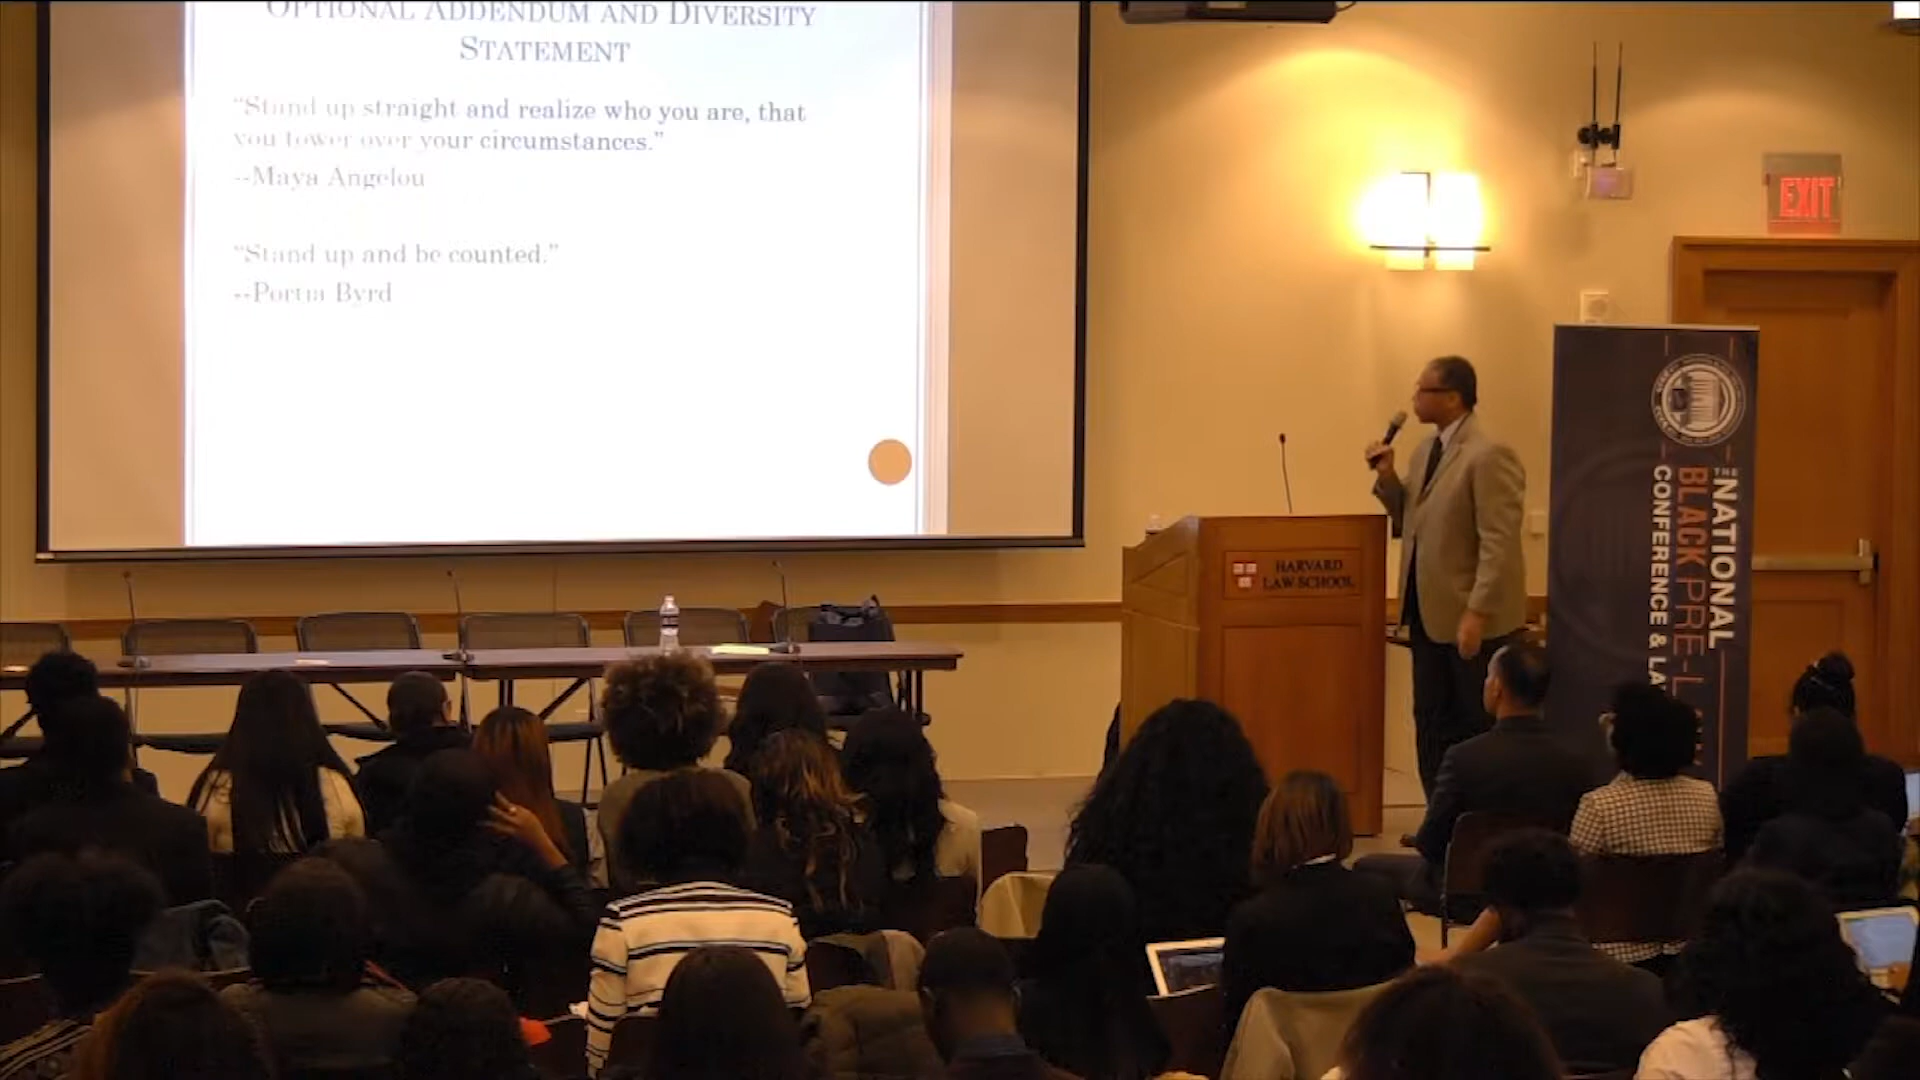 OPTIONAL ADDENDUM AND DIVERSITY
STATEMENT
“Stand up straight and realize who you are, that
you tower over your circumstances.”
--Maya Angelou
“Stand up and be counted.”
--Portia Byrd
EXIT
HARVARD
LAW SCHOOL
THE NATIONAL
BLACK PRE-L
CONFERENCE & LA